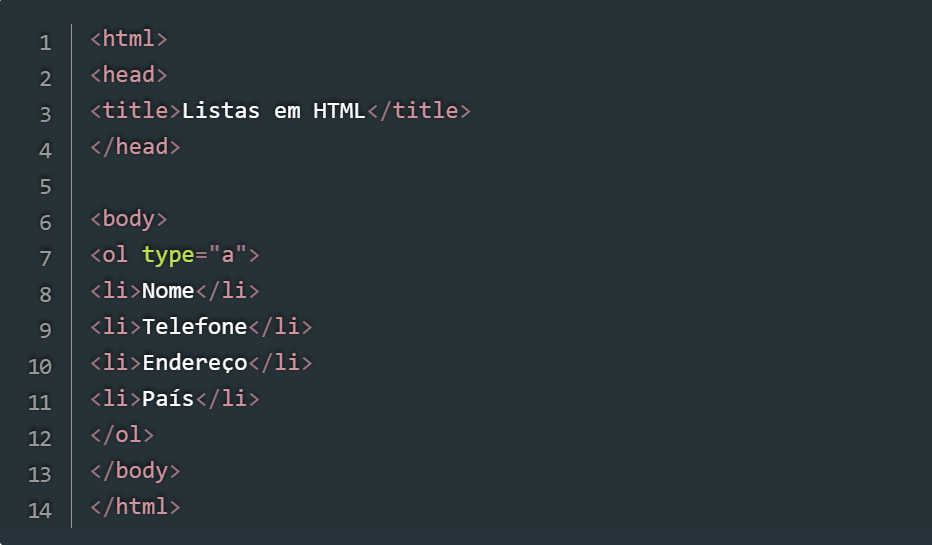 1 <html>
2 <head>
3 <title>Listas em HTML</title>
4 </head>
5
6 <body>
7 <ol type="a">
8 <li>Nome</li>
9 <li>Telefone</li>
10 <li>Endereço</li>
11 <li>País</li>
12 </ol>
13 </body>
14 </html>